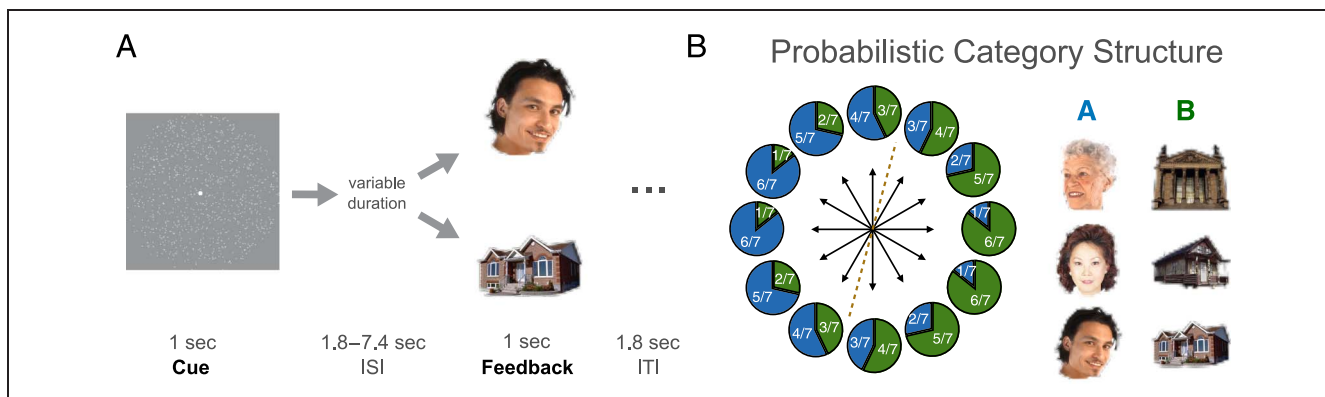 A
variable
duration
...
1 sec
Cue
1.8–7.4 sec
ISI
1 sec
Feedback
1.8 sec
ITI
B
Probabilistic Category Structure
4/7 3/7
3/7 4/7
2/7 5/7
1/7 6/7
1/7 6/7
2/7 5/7
3/7 4/7
4/7 3/7
5/7 2/7
6/7 1/7
6/7 1/7
5/7 2/7
A B